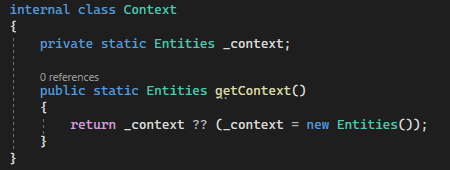 internal class Context
{
private static Entities _context;
0 references
public static Entities getContext()
{
return _context ?? (_context = new Entities());
}
}